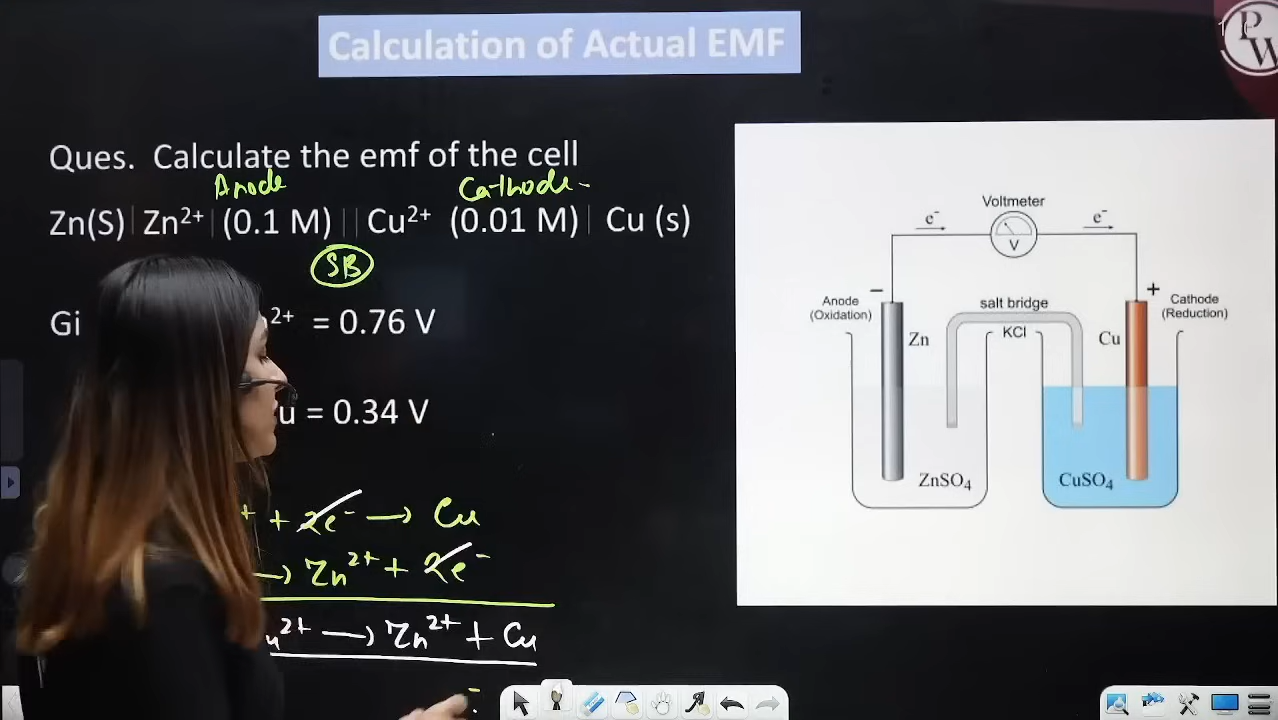 Calculation of Actual EMF
PW
Ques. Calculate the emf of the cell
Anode
Cathode
Zn(S) | Zn²⁺ | (0.1 M) || Cu²⁺ (0.01 M) | Cu (s)
SB
Gi
²⁺ = 0.76 V
u = 0.34 V
+ 2e⁻ → Cu
→ Zn²⁺ + 2e⁻
u²⁺ → Zn²⁺ + Cu
Voltmeter
e⁻
e⁻
V
−
+
Anode
(Oxidation)
salt bridge
Cathode
(Reduction)
Zn
KCl
Cu
ZnSO₄
CuSO₄